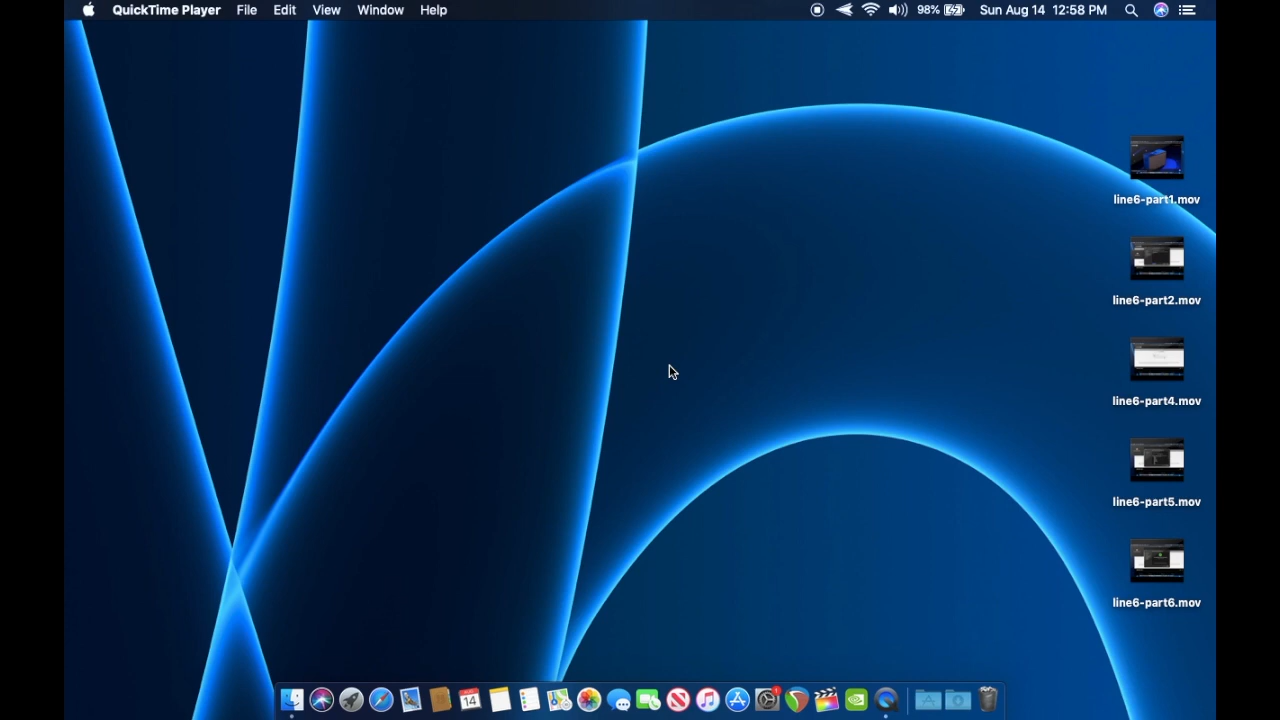 QuickTime Player File Edit View Window Help 98% Sun Aug 14 12:58 PM
line6-part1.mov
line6-part2.mov
line6-part4.mov
line6-part5.mov
line6-part6.mov
14